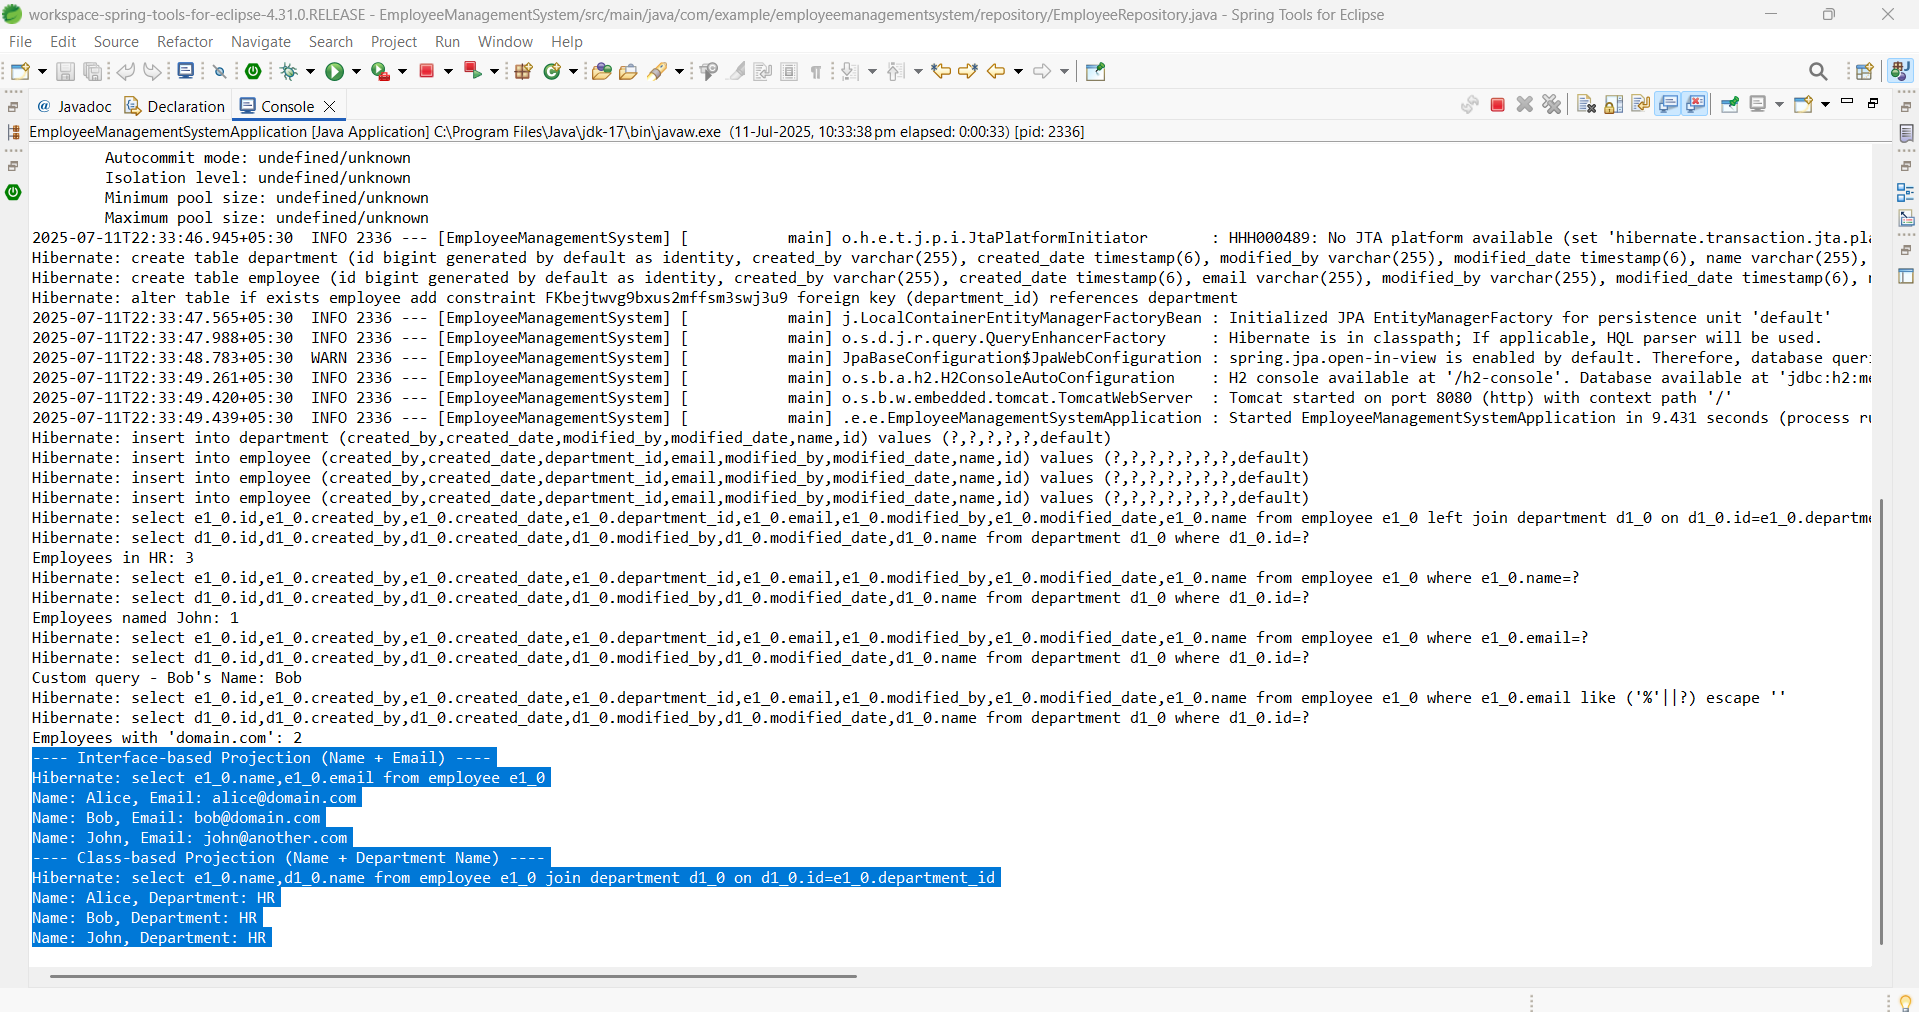 workspace-spring-tools-for-eclipse-4.31.0.RELEASE - EmployeeManagementSystem/src/main/java/com/example/employeemanagementsystem/repository/EmployeeRepository.java - Spring Tools for Eclipse
File Edit Source Refactor Navigate Search Project Run Window Help
@ Javadoc Declaration Console
EmployeeManagementSystemApplication [Java Application] C:\Program Files\Java\jdk-17\bin\javaw.exe (11-Jul-2025, 10:33:38 pm elapsed: 0:00:33) [pid: 2336]
Autocommit mode: undefined/unknown
Isolation level: undefined/unknown
Minimum pool size: undefined/unknown
Maximum pool size: undefined/unknown
2025-07-11T22:33:46.945+05:30  INFO 2336 --- [EmployeeManagementSystem] [           main] o.h.e.t.j.p.i.JtaPlatformInitiator       : HHH000489: No JTA platform available (set 'hibernate.transaction.jta.pl
Hibernate: create table department (id bigint generated by default as identity, created_by varchar(255), created_date timestamp(6), modified_by varchar(255), modified_date timestamp(6), name varchar(255),
Hibernate: create table employee (id bigint generated by default as identity, created_by varchar(255), created_date timestamp(6), email varchar(255), modified_by varchar(255), modified_date timestamp(6),
Hibernate: alter table if exists employee add constraint FKbejtwvg9bxus2mffsm3swj3u9 foreign key (department_id) references department
2025-07-11T22:33:47.565+05:30  INFO 2336 --- [EmployeeManagementSystem] [           main] j.LocalContainerEntityManagerFactoryBean : Initialized JPA EntityManagerFactory for persistence unit 'default'
2025-07-11T22:33:47.988+05:30  INFO 2336 --- [EmployeeManagementSystem] [           main] o.s.d.j.r.query.QueryEnhancerFactory     : Hibernate is in classpath; If applicable, HQL parser will be used.
2025-07-11T22:33:48.783+05:30  WARN 2336 --- [EmployeeManagementSystem] [           main] JpaBaseConfiguration$JpaWebConfiguration : spring.jpa.open-in-view is enabled by default. Therefore, database quer
2025-07-11T22:33:49.261+05:30  INFO 2336 --- [EmployeeManagementSystem] [           main] o.s.b.a.h2.H2ConsoleAutoConfiguration    : H2 console available at '/h2-console'. Database available at 'jdbc:h2:m
2025-07-11T22:33:49.420+05:30  INFO 2336 --- [EmployeeManagementSystem] [           main] o.s.b.w.embedded.tomcat.TomcatWebServer  : Tomcat started on port 8080 (http) with context path '/'
2025-07-11T22:33:49.439+05:30  INFO 2336 --- [EmployeeManagementSystem] [           main] .e.e.EmployeeManagementSystemApplication : Started EmployeeManagementSystemApplication in 9.431 seconds (process r
Hibernate: insert into department (created_by,created_date,modified_by,modified_date,name,id) values (?,?,?,?,?,default)
Hibernate: insert into employee (created_by,created_date,department_id,email,modified_by,modified_date,name,id) values (?,?,?,?,?,?,?,default)
Hibernate: insert into employee (created_by,created_date,department_id,email,modified_by,modified_date,name,id) values (?,?,?,?,?,?,?,default)
Hibernate: insert into employee (created_by,created_date,department_id,email,modified_by,modified_date,name,id) values (?,?,?,?,?,?,?,default)
Hibernate: select e1_0.id,e1_0.created_by,e1_0.created_date,e1_0.department_id,e1_0.email,e1_0.modified_by,e1_0.modified_date,e1_0.name from employee e1_0 left join department d1_0 on d1_0.id=e1_0.departm
Hibernate: select d1_0.id,d1_0.created_by,d1_0.created_date,d1_0.modified_by,d1_0.modified_date,d1_0.name from department d1_0 where d1_0.id=?
Employees in HR: 3
Hibernate: select e1_0.id,e1_0.created_by,e1_0.created_date,e1_0.department_id,e1_0.email,e1_0.modified_by,e1_0.modified_date,e1_0.name from employee e1_0 where e1_0.name=?
Hibernate: select d1_0.id,d1_0.created_by,d1_0.created_date,d1_0.modified_by,d1_0.modified_date,d1_0.name from department d1_0 where d1_0.id=?
Employees named John: 1
Hibernate: select e1_0.id,e1_0.created_by,e1_0.created_date,e1_0.department_id,e1_0.email,e1_0.modified_by,e1_0.modified_date,e1_0.name from employee e1_0 where e1_0.email=?
Hibernate: select d1_0.id,d1_0.created_by,d1_0.created_date,d1_0.modified_by,d1_0.modified_date,d1_0.name from department d1_0 where d1_0.id=?
Custom query - Bob's Name: Bob
Hibernate: select e1_0.id,e1_0.created_by,e1_0.created_date,e1_0.department_id,e1_0.email,e1_0.modified_by,e1_0.modified_date,e1_0.name from employee e1_0 where e1_0.email like ('%'||?) escape ''
Hibernate: select d1_0.id,d1_0.created_by,d1_0.created_date,d1_0.modified_by,d1_0.modified_date,d1_0.name from department d1_0 where d1_0.id=?
Employees with 'domain.com': 2
---- Interface-based Projection (Name + Email) ----
Hibernate: select e1_0.name,e1_0.email from employee e1_0
Name: Alice, Email: alice@domain.com
Name: Bob, Email: bob@domain.com
Name: John, Email: john@another.com
---- Class-based Projection (Name + Department Name) ----
Hibernate: select e1_0.name,d1_0.name from employee e1_0 join department d1_0 on d1_0.id=e1_0.department_id
Name: Alice, Department: HR
Name: Bob, Department: HR
Name: John, Department: HR